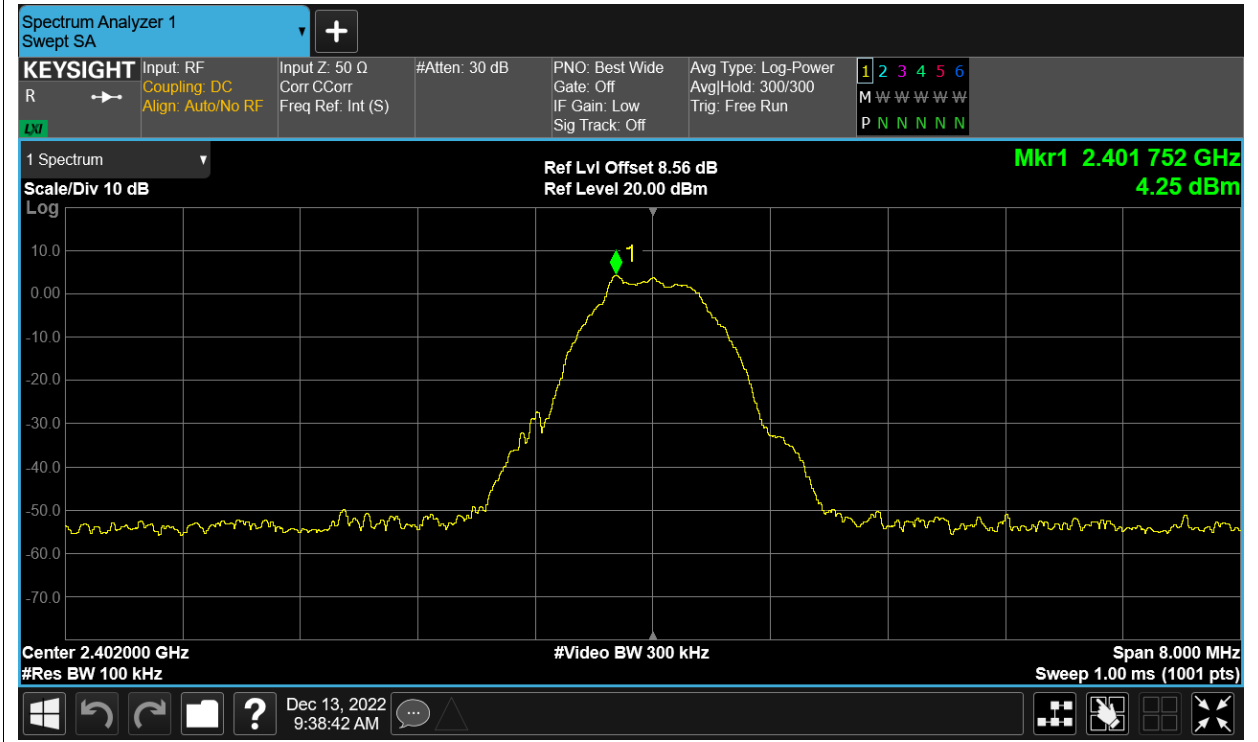 Spectrum Analyzer 1
Swept SA
KEYSIGHT
R
LXI
Input: RF
Coupling: DC
Align: Auto/No RF
Input Z: 50 Ω
Corr CCorr
Freq Ref: Int (S)
#Atten: 30 dB
PNO: Best Wide
Gate: Off
IF Gain: Low
Sig Track: Off
Avg Type: Log-Power
Avg|Hold: 300/300
Trig: Free Run
1 2 3 4 5 6
M W W W W W W
P N N N N N N
1 Spectrum
Scale/Div 10 dB
Log
Ref Lvl Offset 8.56 dB
Ref Level 20.00 dBm
Mkr1 2.401 752 GHz
4.25 dBm
1
10.0
0.00
-10.0
-20.0
-30.0
-40.0
-50.0
-60.0
-70.0
Center 2.402000 GHz
#Res BW 100 kHz
#Video BW 300 kHz
Span 8.000 MHz
Sweep 1.00 ms (1001 pts)
?
Dec 13, 2022
9:38:42 AM